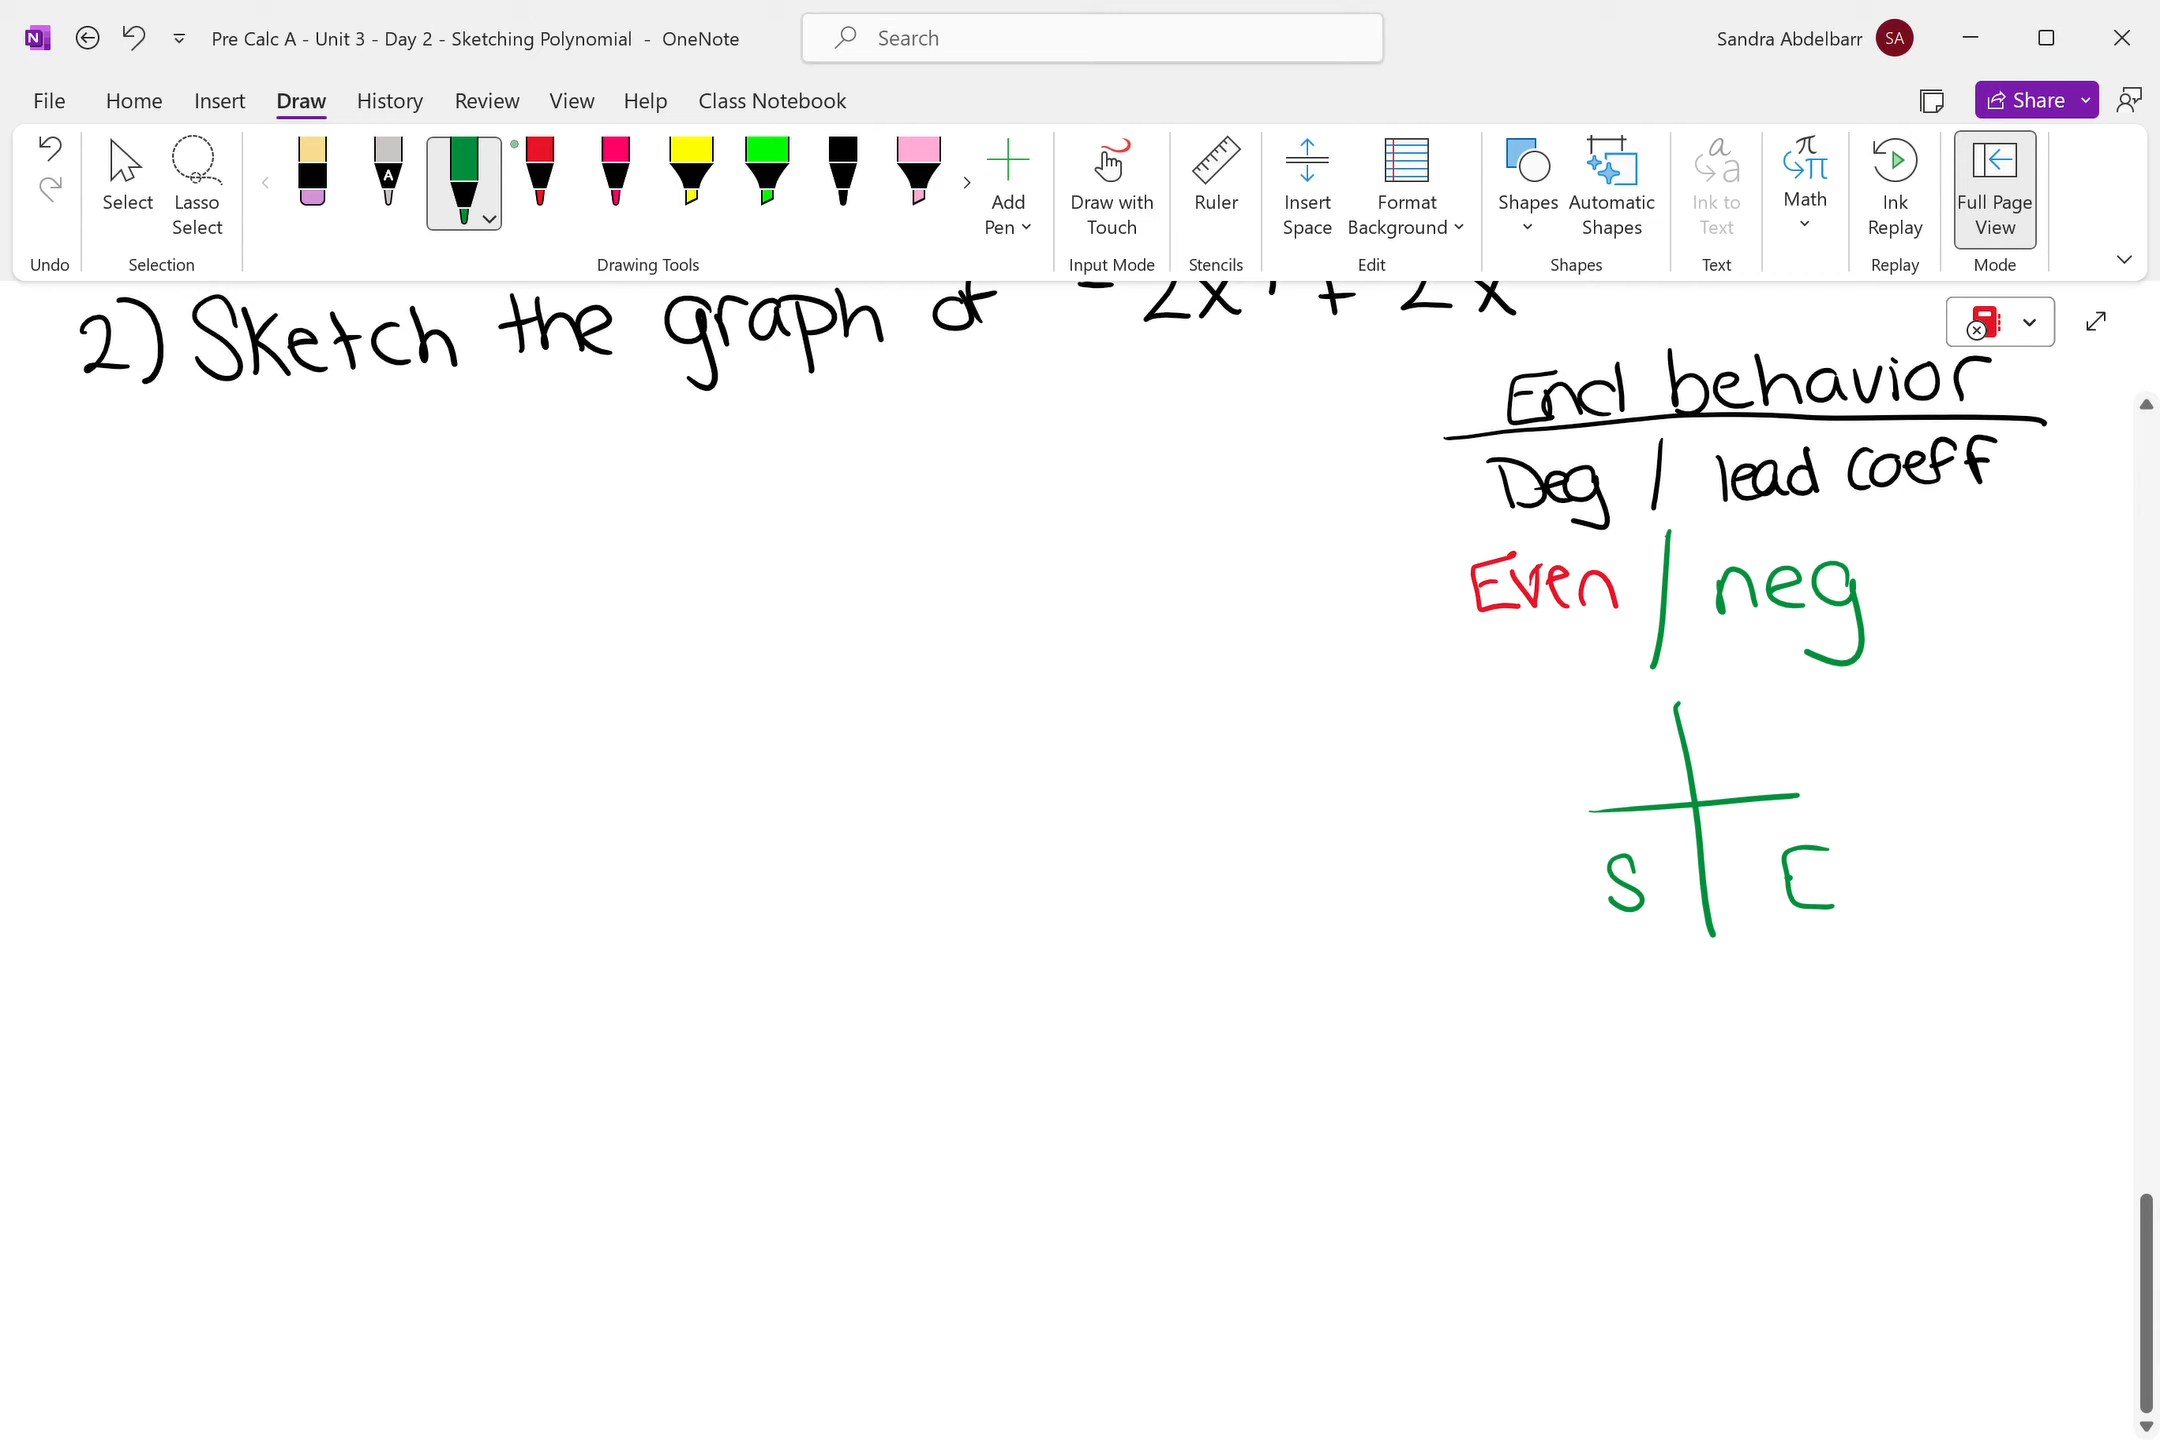 Pre Calc A - Unit 3 - Day 2 - Sketching Polynomial - OneNote
Search
Sandra Abdelbarr SA
File Home Insert Draw History Review View Help Class Notebook Share
Select Lasso Select A Add Pen Draw with Touch Ruler Insert Space Format Background Shapes Automatic Shapes Ink to Text Math Ink Replay Full Page View
Undo Selection Drawing Tools Input Mode Stencils Edit Shapes Text Replay Mode
2) Sketch the graph of - 2x + 2x
End behavior
Deg / lead coeff
Even / neg
S E